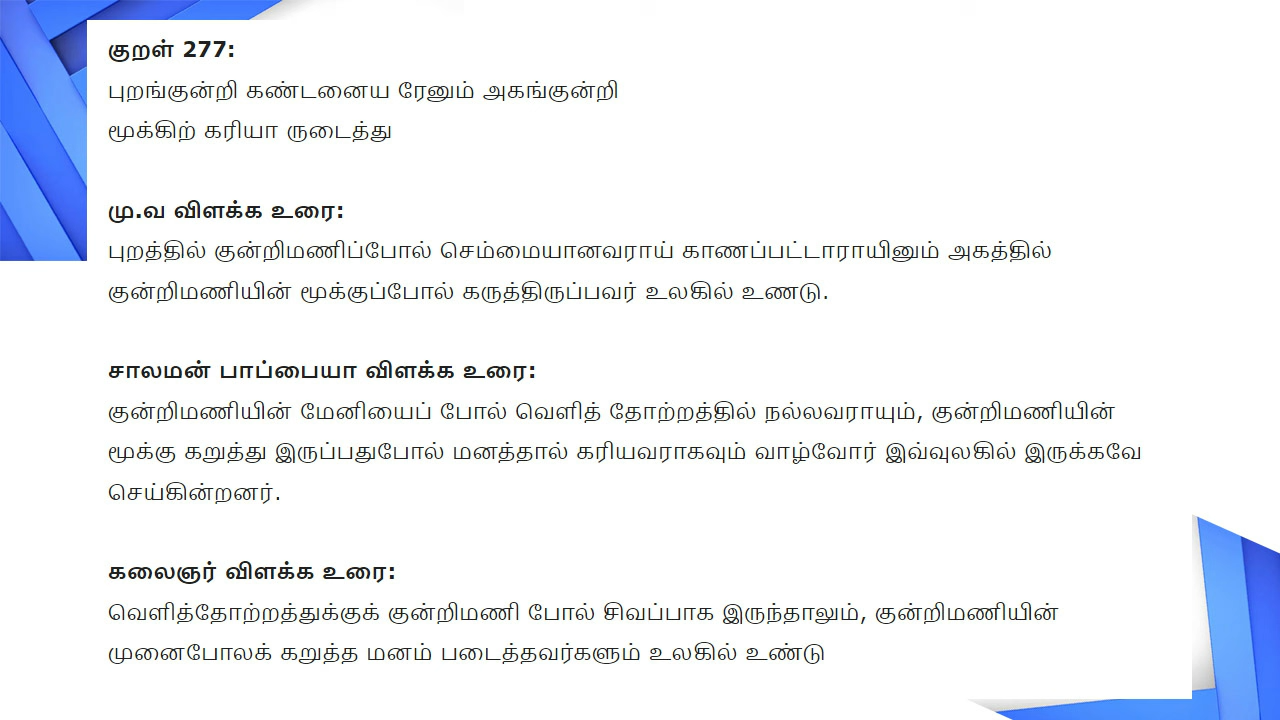 குறள் 277:
புறங்குன்றி கண்டனைய ரேனும் அகங்குன்றி
மூக்கிற் கரியா ருடைத்து
மு.வ விளக்க உரை:
புறத்தில் குன்றிமணிப்போல் செம்மையானவராய் காணப்பட்டாராயினும் அகத்தில்
குன்றிமணியின் மூக்குப்போல் கருத்திருப்பவர் உலகில் உணடு.
சாலமன் பாப்பையா விளக்க உரை:
குன்றிமணியின் மேனியைப் போல் வெளித் தோற்றத்தில் நல்லவராயும், குன்றிமணியின்
மூக்கு கறுத்து இருப்பதுபோல் மனத்தால் கரியவராகவும் வாழ்வோர் இவ்வுலகில் இருக்கவே
செய்கின்றனர்.
கலைஞர் விளக்க உரை:
வெளித்தோற்றத்துக்குக் குன்றிமணி போல் சிவப்பாக இருந்தாலும், குன்றிமணியின்
முனைபோலக் கறுத்த மனம் படைத்தவர்களும் உலகில் உண்டு